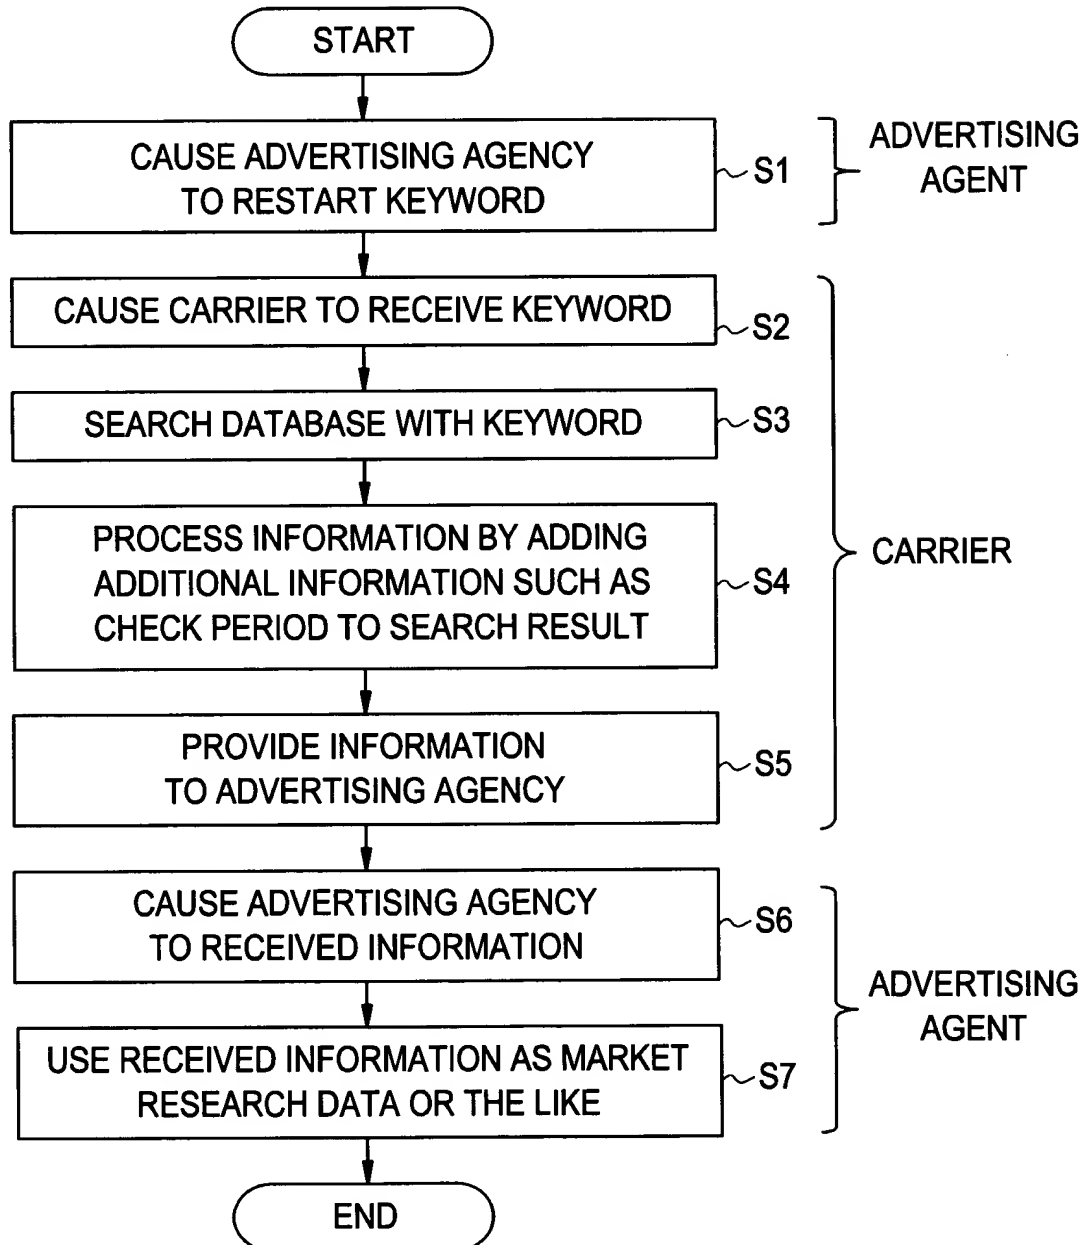 START
CAUSE ADVERTISING AGENCY
TO RESTART KEYWORD
S1
ADVERTISING
AGENT
CAUSE CARRIER TO RECEIVE KEYWORD
S2
SEARCH DATABASE WITH KEYWORD
S3
PROCESS INFORMATION BY ADDING
ADDITIONAL INFORMATION SUCH AS
CHECK PERIOD TO SEARCH RESULT
S4
CARRIER
PROVIDE INFORMATION
TO ADVERTISING AGENCY
S5
CAUSE ADVERTISING AGENCY
TO RECEIVED INFORMATION
S6
ADVERTISING
AGENT
USE RECEIVED INFORMATION AS MARKET
RESEARCH DATA OR THE LIKE
S7
END